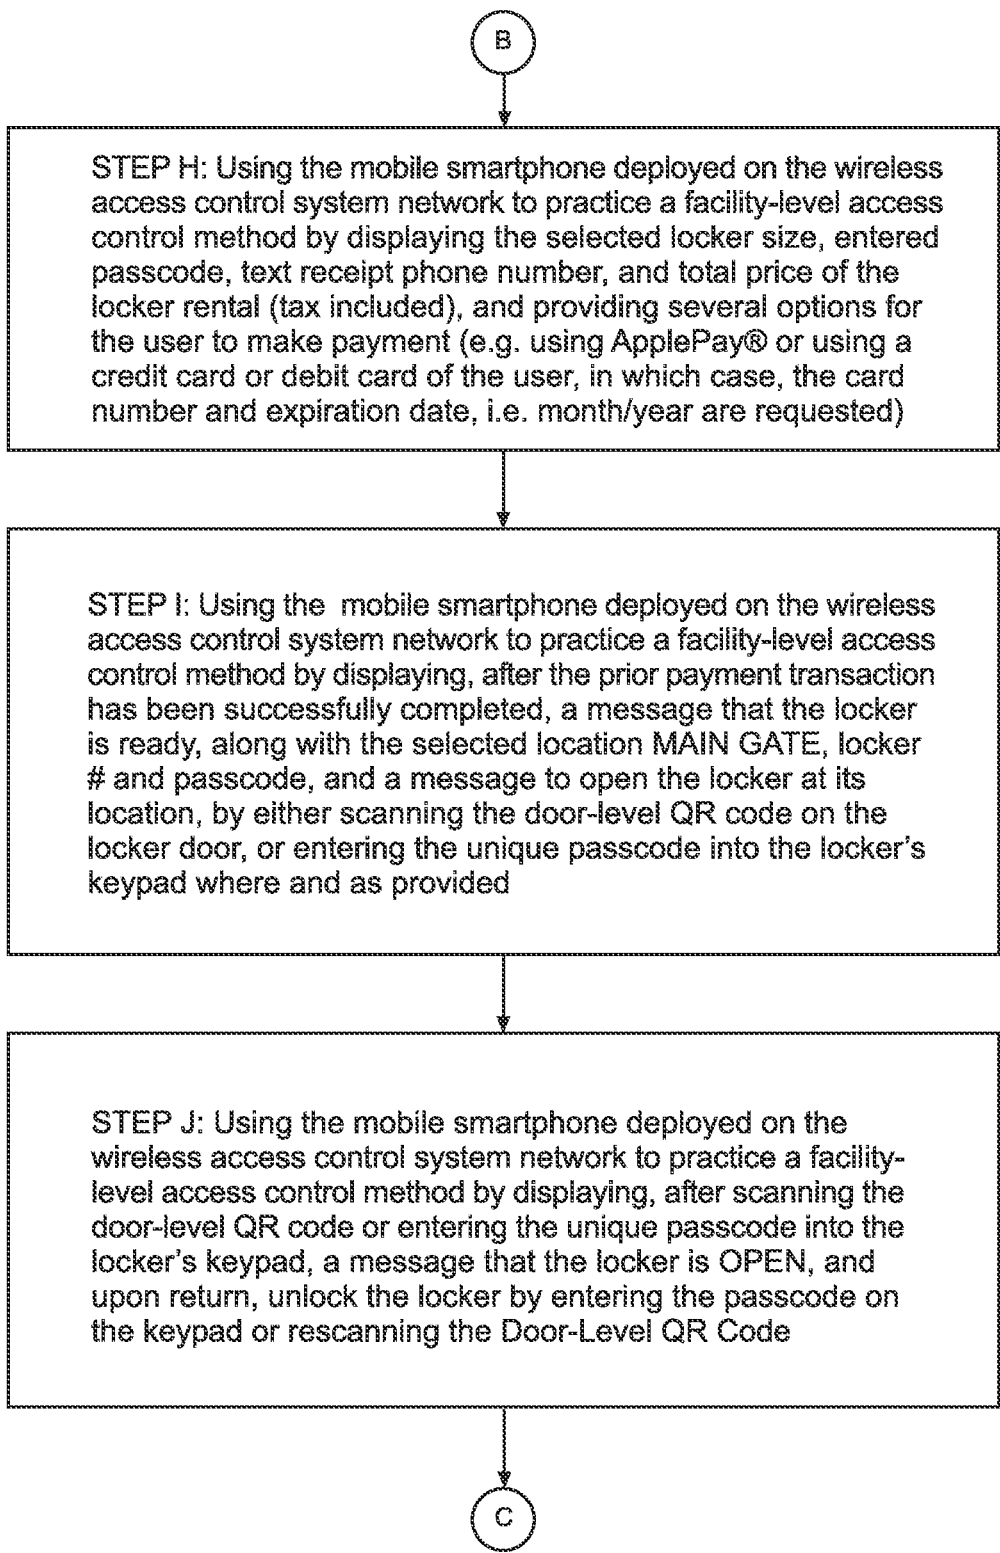 B
STEP H: Using the mobile smartphone deployed on the wireless
access control system network to practice a facility-level access
control method by displaying the selected locker size, entered
passcode, text receipt phone number, and total price of the
locker rental (tax included), and providing several options for
the user to make payment (e.g. using ApplePay® or using a
credit card or debit card of the user, in which case, the card
number and expiration date, i.e. month/year are requested)
STEP I: Using the  mobile smartphone deployed on the wireless
access control system network to practice a facility-level access
control method by displaying, after the prior payment transaction
has been successfully completed, a message that the locker
is ready, along with the selected location MAIN GATE, locker
# and passcode, and a message to open the locker at its
location, by either scanning the door-level QR code on the
locker door, or entering the unique passcode into the locker's
keypad where and as provided
STEP J: Using the mobile smartphone deployed on the
wireless access control system network to practice a facility-
level access control method by displaying, after scanning the
door-level QR code or entering the unique passcode into the
locker's keypad, a message that the locker is OPEN, and
upon return, unlock the locker by entering the passcode on
the keypad or rescanning the Door-Level QR Code
C